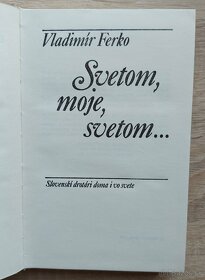 Vladimír Ferko
Svetom,
moje,
svetom...
Slovenskí drotári doma i vo svete